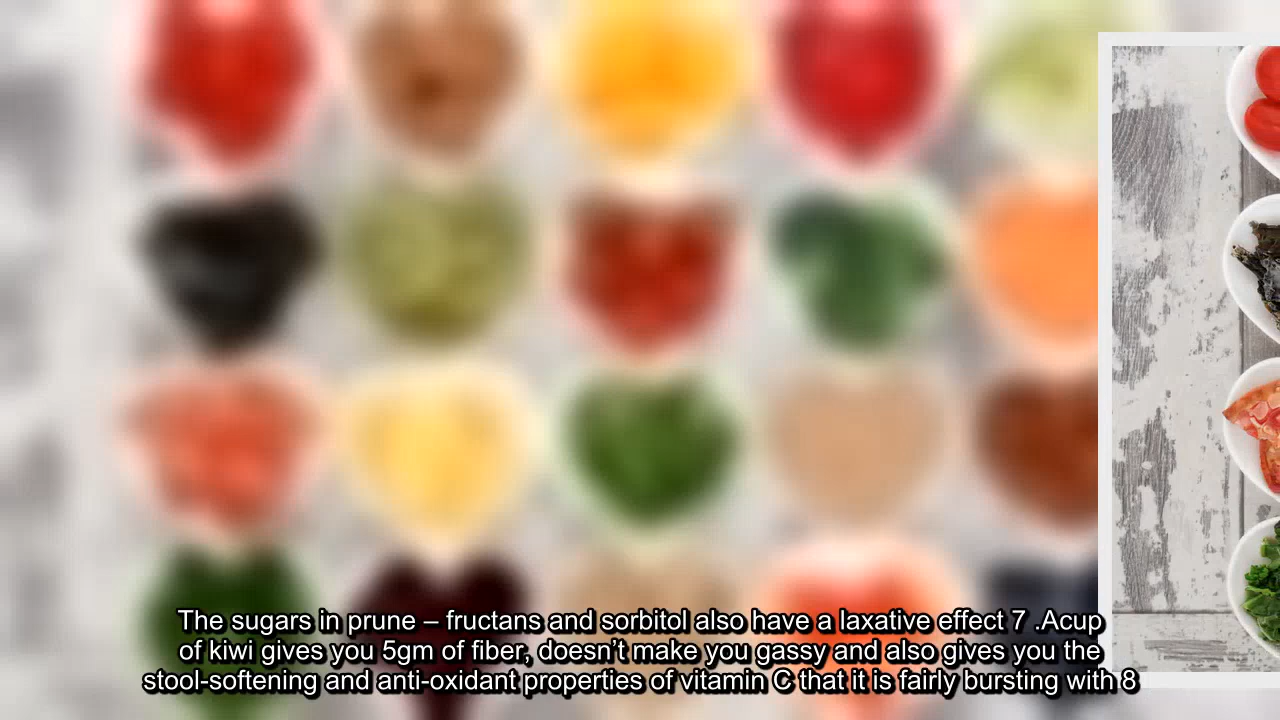 The sugars in prune – fructans and sorbitol also have a laxative effect 7 .Acup
of kiwi gives you 5gm of fiber, doesn’t make you gassy and also gives you the
stool-softening and anti-oxidant properties of vitamin C that it is fairly bursting with 8